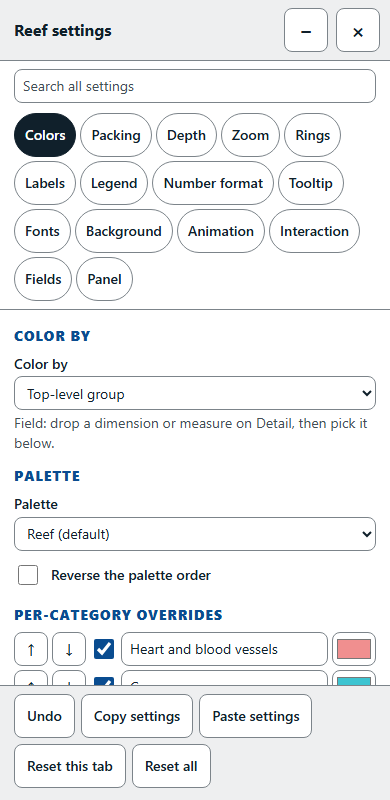 Reef settings
Search all settings
Colors Packing Depth Zoom Rings
Labels Legend Number format Tooltip
Fonts Background Animation Interaction
Fields Panel
COLOR BY
Color by
Top-level group
Field: drop a dimension or measure on Detail, then pick it
below.
PALETTE
Palette
Reef (default)
Reverse the palette order
PER-CATEGORY OVERRIDES
↑ ↓ Heart and blood vessels
Undo Copy settings Paste settings
Reset this tab Reset all